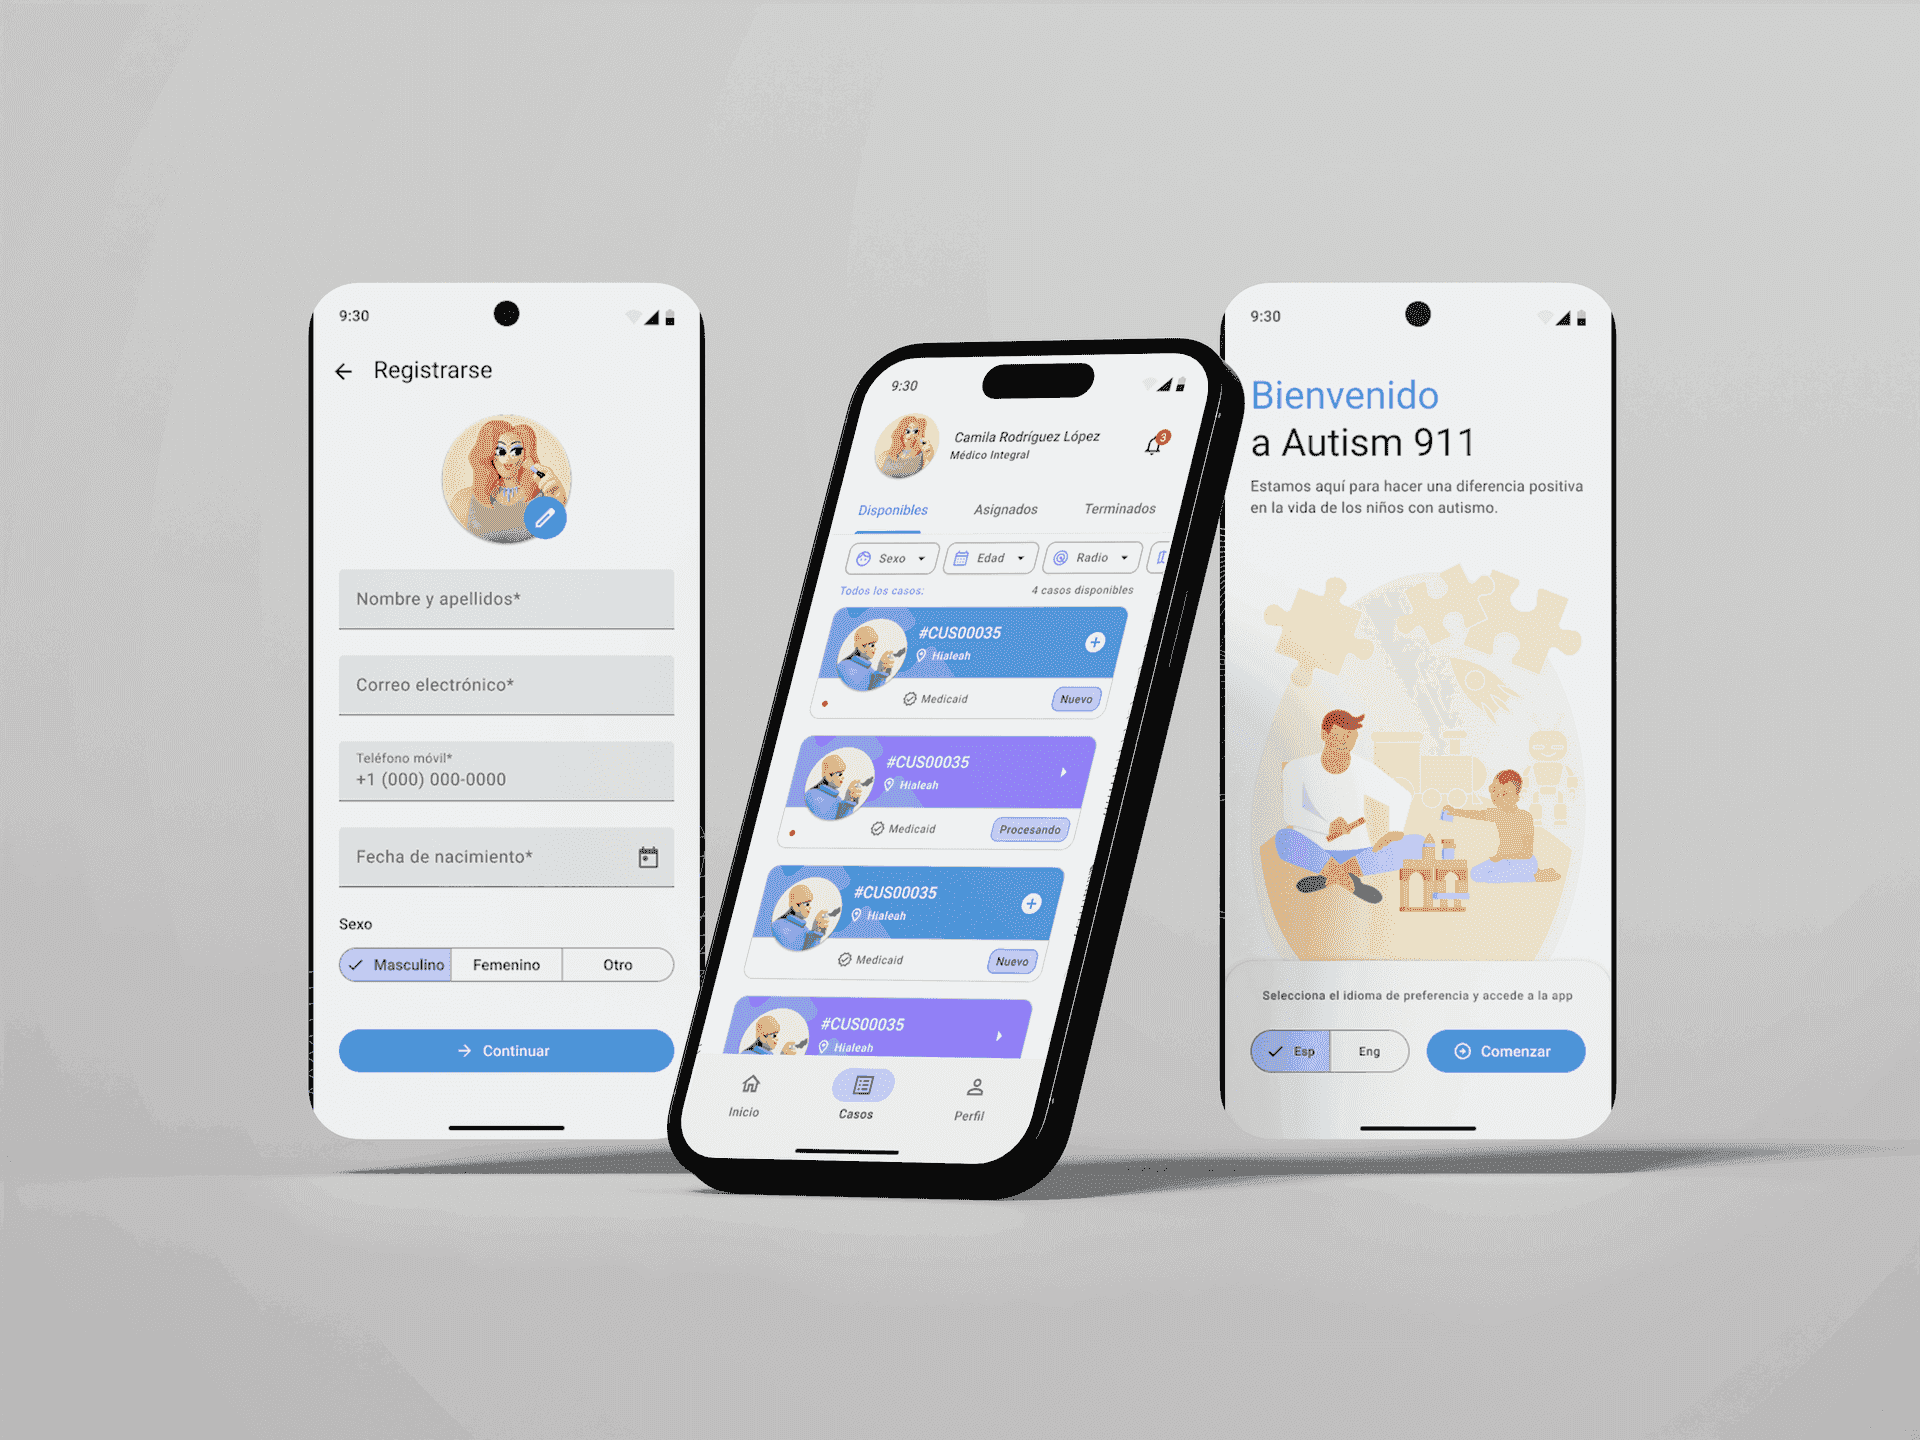 9:30
Registrarse
Nombre y apellidos*
Correo electrónico*
Teléfono móvil*
+1 (000) 000-0000
Fecha de nacimiento*
Sexo
Masculino
Femenino
Otro
Continuar
9:30
Camila Rodríguez López
Médico Integral
3
Disponibles
Asignados
Terminados
Sexo
Edad
Radio
Todos los casos:
4 casos disponibles
#CUS00035
Hialeah
Medicaid
Nuevo
#CUS00035
Hialeah
Medicaid
Procesando
#CUS00035
Hialeah
Medicaid
Nuevo
#CUS00035
Hialeah
Inicio
Casos
Perfil
9:30
Bienvenido
a Autism 911
Estamos aquí para hacer una diferencia positiva
en la vida de los niños con autismo.
Selecciona el idioma de preferencia y accede a la app
Esp
Eng
Comenzar